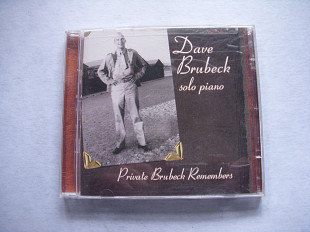 Dave
Brubeck
solo piano
Private Brubeck Remembers